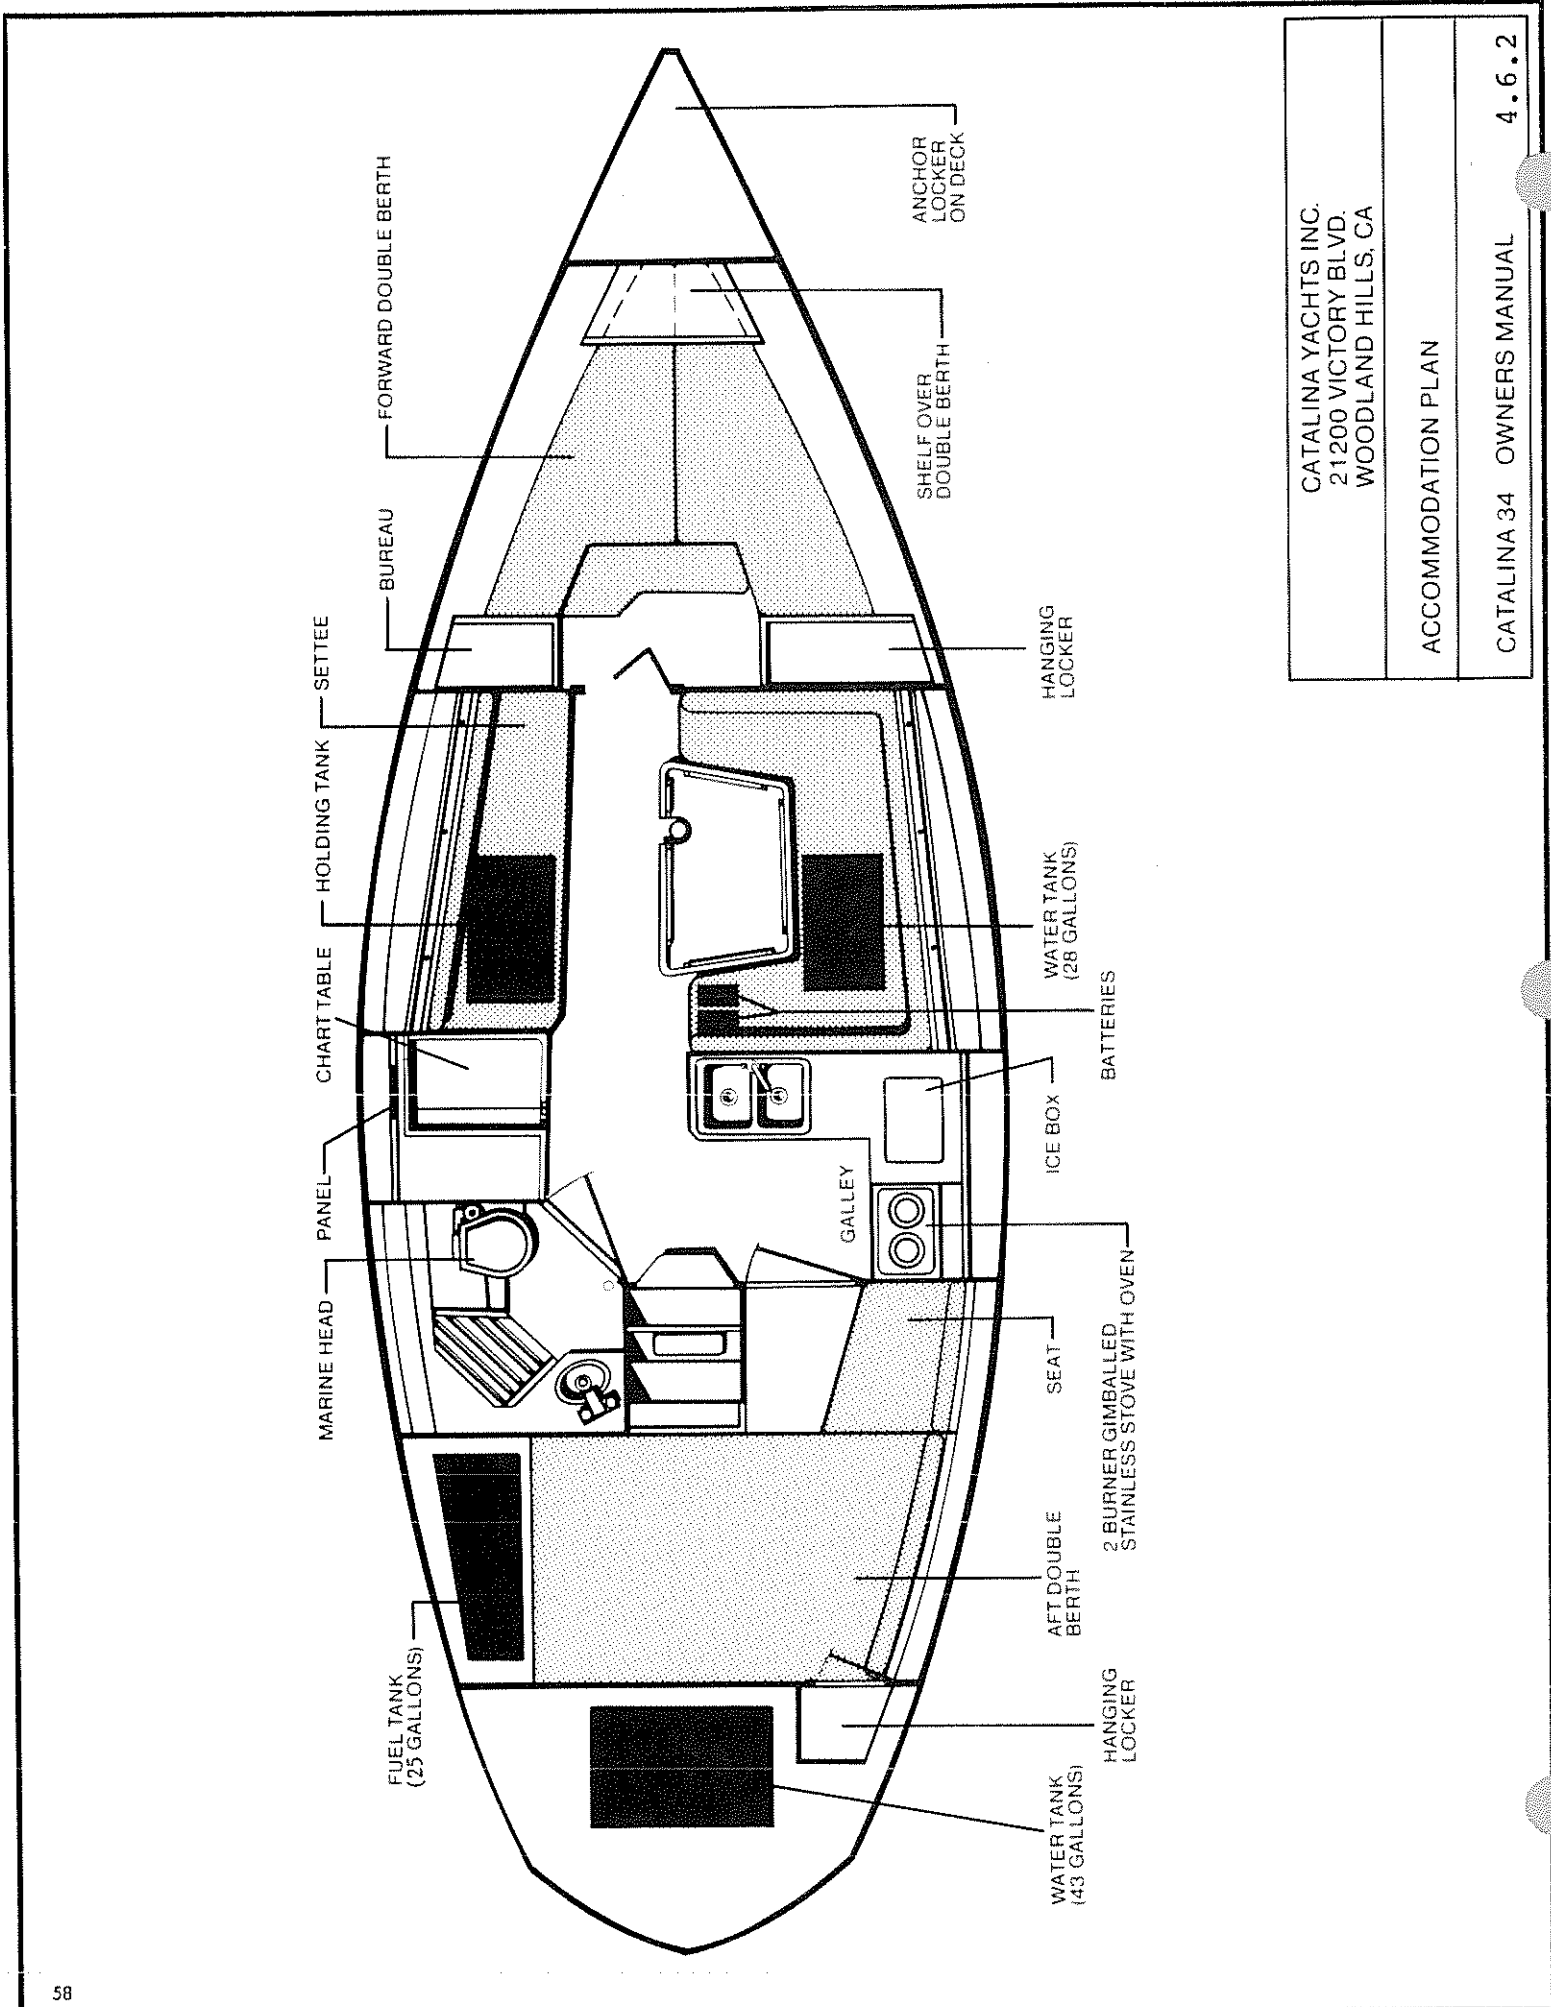 MARINE HEAD
PANEL
CHART TABLE
HOLDING TANK
SETTEE
BUREAU
FORWARD DOUBLE BERTH
FUEL TANK
(25 GALLONS)
GALLEY
ANCHOR
LOCKER
ON DECK
SHELF OVER
DOUBLE BERTH
HANGING
LOCKER
WATER TANK
(28 GALLONS)
BATTERIES
ICE BOX
2 BURNER GIMBALLED
STAINLESS STOVE WITH OVEN
SEAT
AFT DOUBLE
BERTH
HANGING
LOCKER
WATER TANK
(43 GALLONS)
CATALINA YACHTS INC.
21200 VICTORY BLVD.
WOODLAND HILLS, CA
ACCOMMODATION PLAN
CATALINA 34 OWNERS MANUAL 4.6.2
58